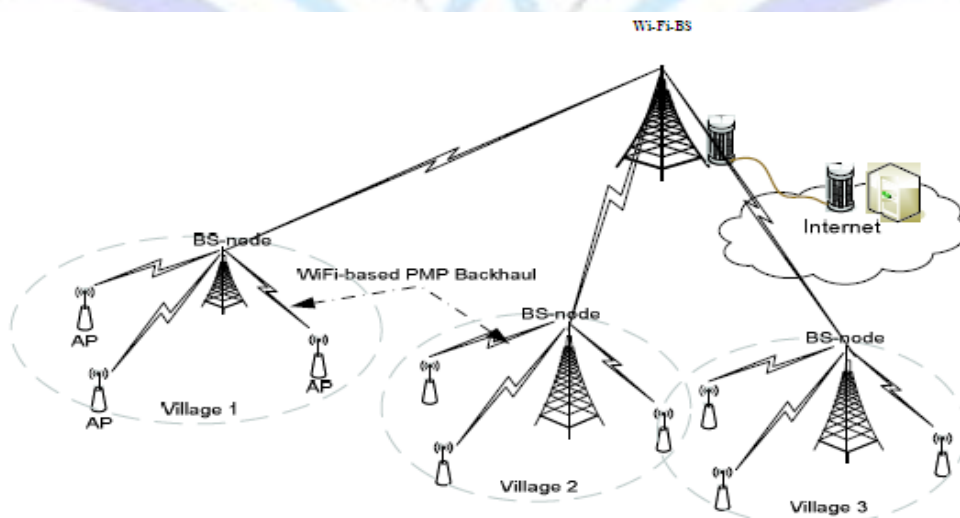 Wi-Fi-BS
Internet
BS-node
WiFi-based PMP Backhaul
BS-node
BS-node
AP
AP
AP
Village 1
Village 2
Village 3